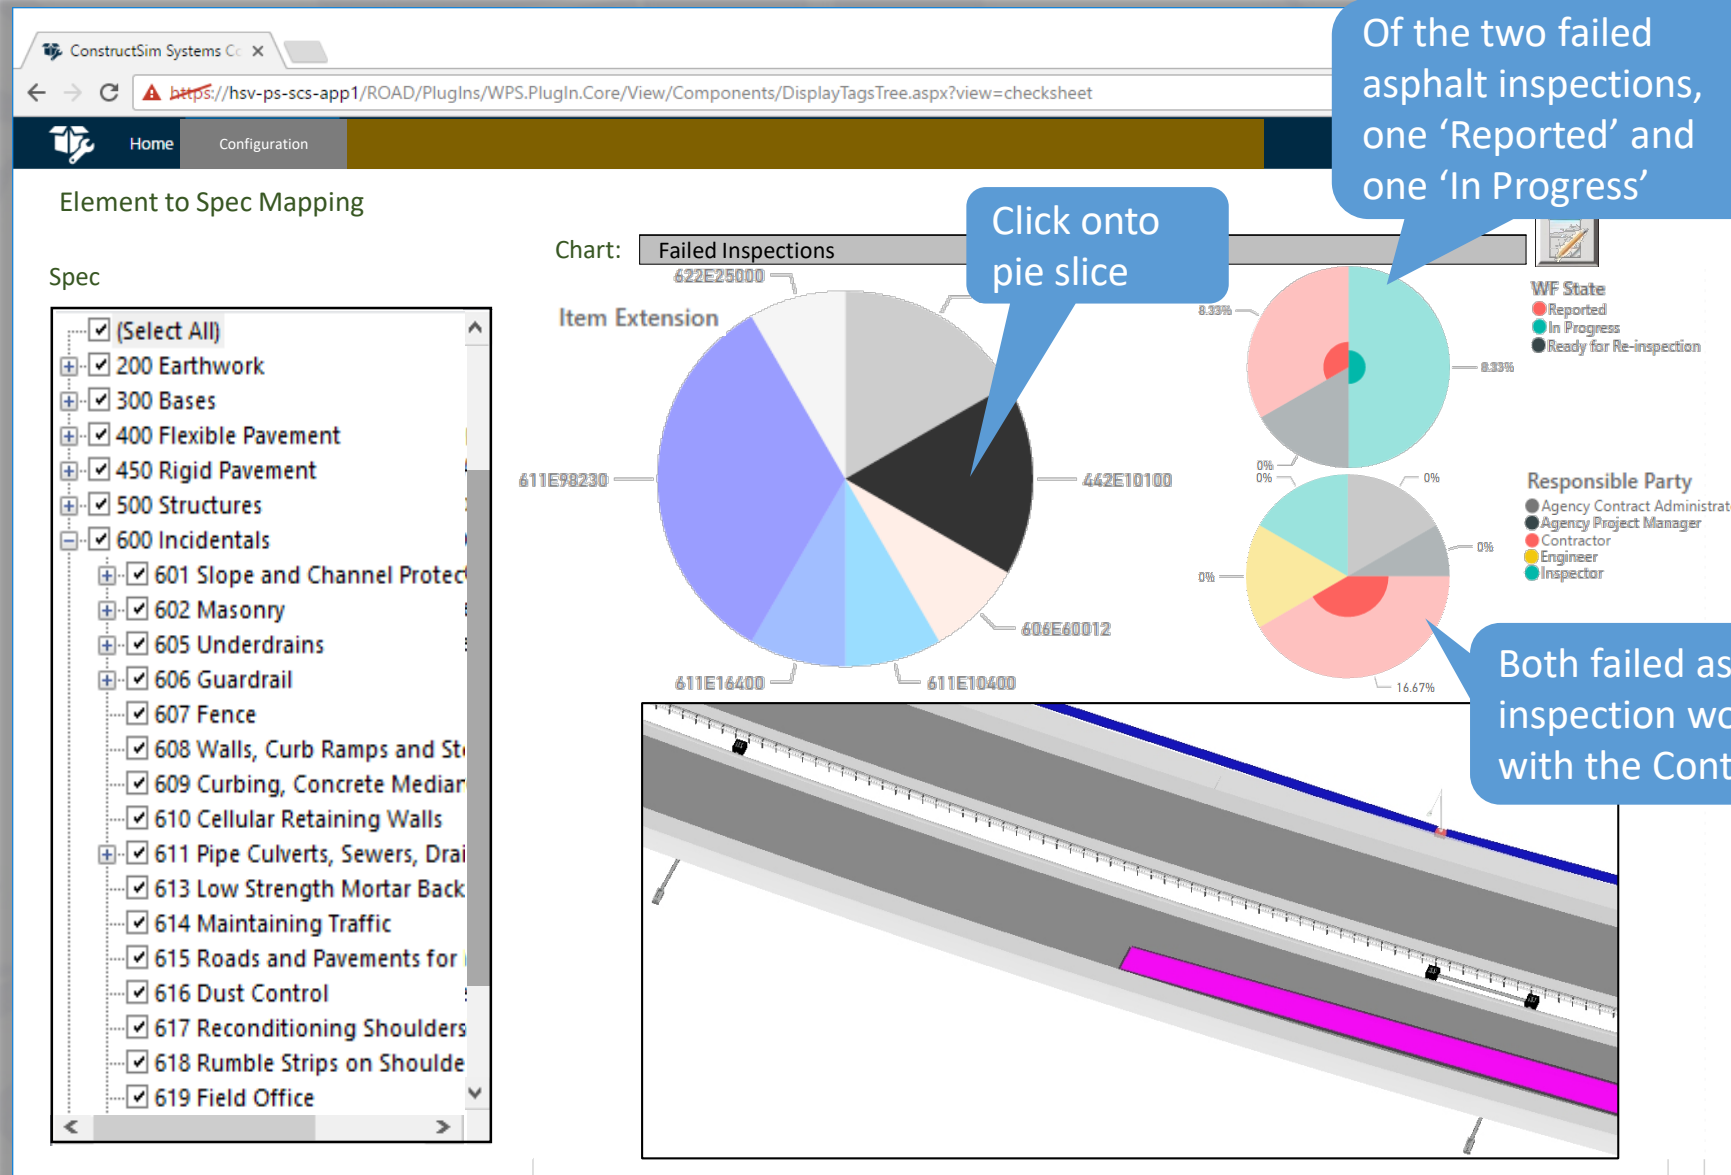 ConstructSim Systems Co
https://hsv-ps-scs-app1/ROAD/PlugIns/WPS.PlugIn.Core/View/Components/DisplayTagsTree.aspx?view=checksheet
Home
Configuration
Of the two failed
asphalt inspections,
one ‘Reported’ and
one ‘In Progress’
Element to Spec Mapping
Click onto
pie slice
Chart:
Failed Inspections
Spec
(Select All)
200 Earthwork
300 Bases
400 Flexible Pavement
450 Rigid Pavement
500 Structures
600 Incidentals
601 Slope and Channel Protec
602 Masonry
605 Underdrains
606 Guardrail
607 Fence
608 Walls, Curb Ramps and Ste
609 Curbing, Concrete Median
610 Cellular Retaining Walls
611 Pipe Culverts, Sewers, Drai
613 Low Strength Mortar Back
614 Maintaining Traffic
615 Roads and Pavements for
616 Dust Control
617 Reconditioning Shoulders
618 Rumble Strips on Shoulde
619 Field Office
Item Extension
622E25000
442E10100
606E60012
611E10400
611E16400
611E98230
8.33%
8.33%
0%
WF State
Reported
In Progress
Ready for Re-inspection
0%
0%
0%
0%
16.67%
Responsible Party
Agency Contract Administrat
Agency Project Manager
Contractor
Engineer
Inspector
Both failed as
inspection wo
with the Cont